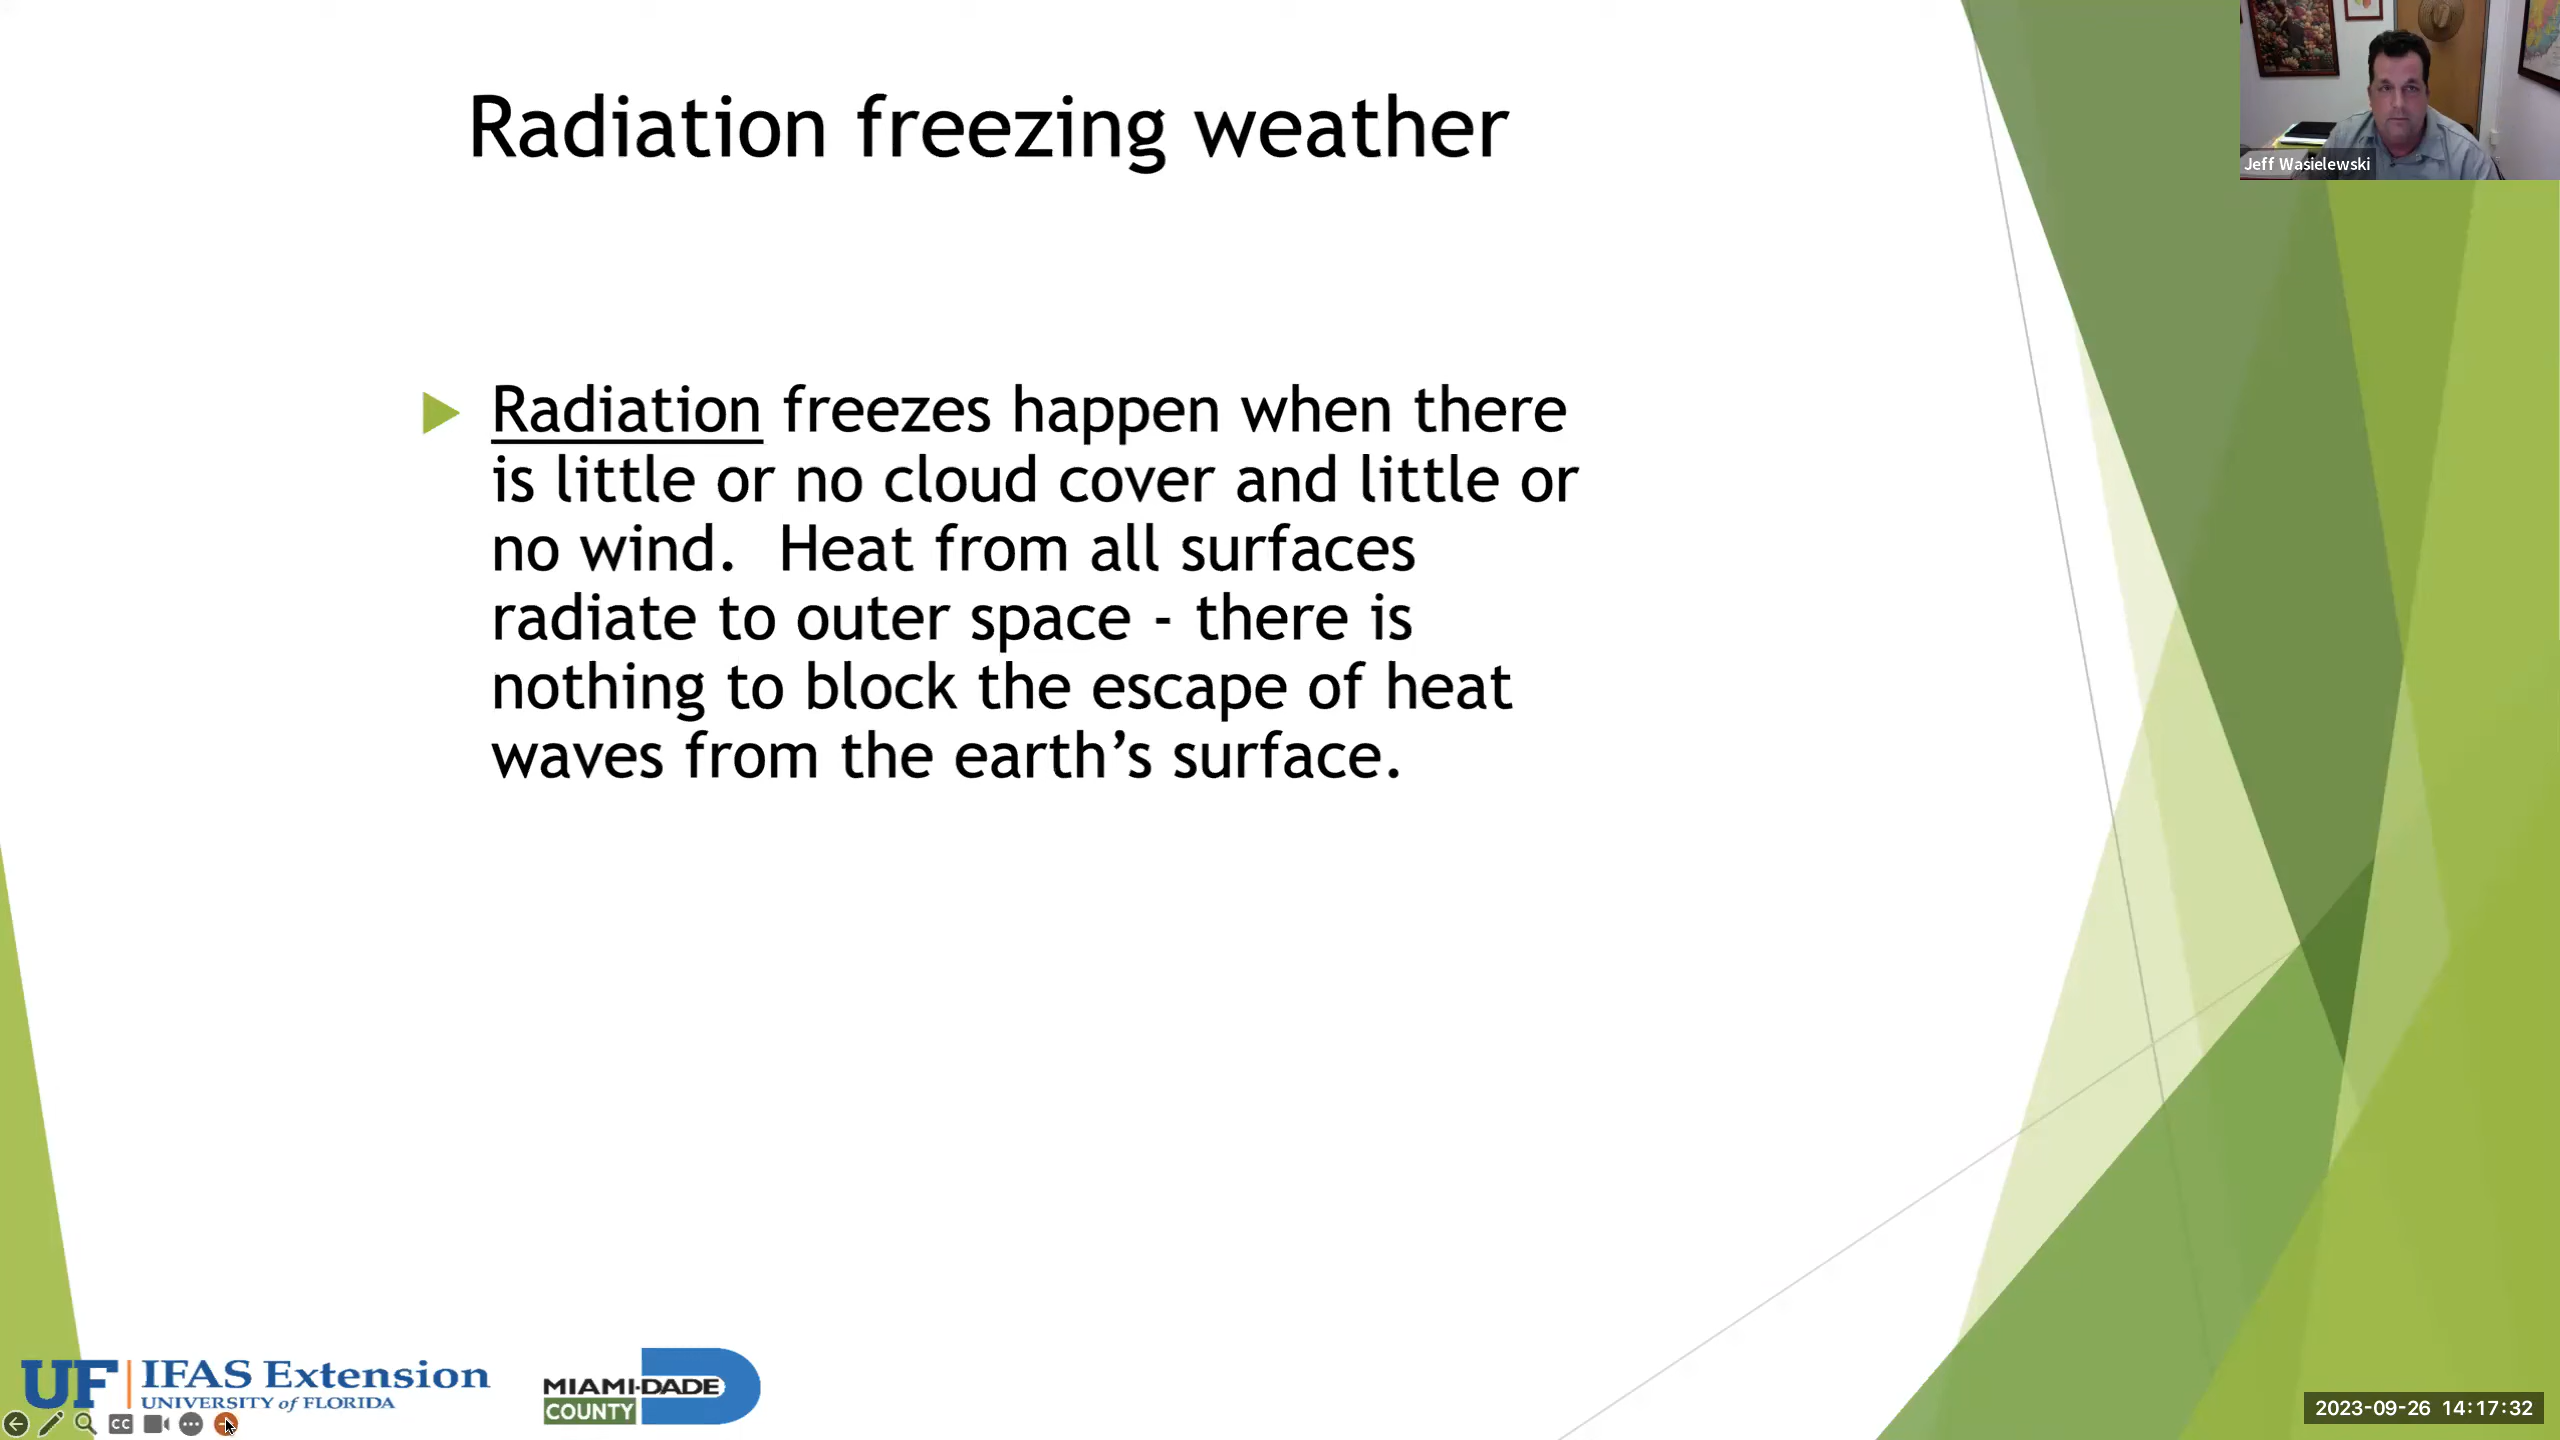 Radiation freezing weather
Jeff Wasielewski
Radiation freezes happen when there
is little or no cloud cover and little or
no wind.  Heat from all surfaces
radiate to outer space - there is
nothing to block the escape of heat
waves from the earth’s surface.
UF IFAS Extension
UNIVERSITY of FLORIDA
MIAMI-DADE
COUNTY
CC
2023-09-26 14:17:32